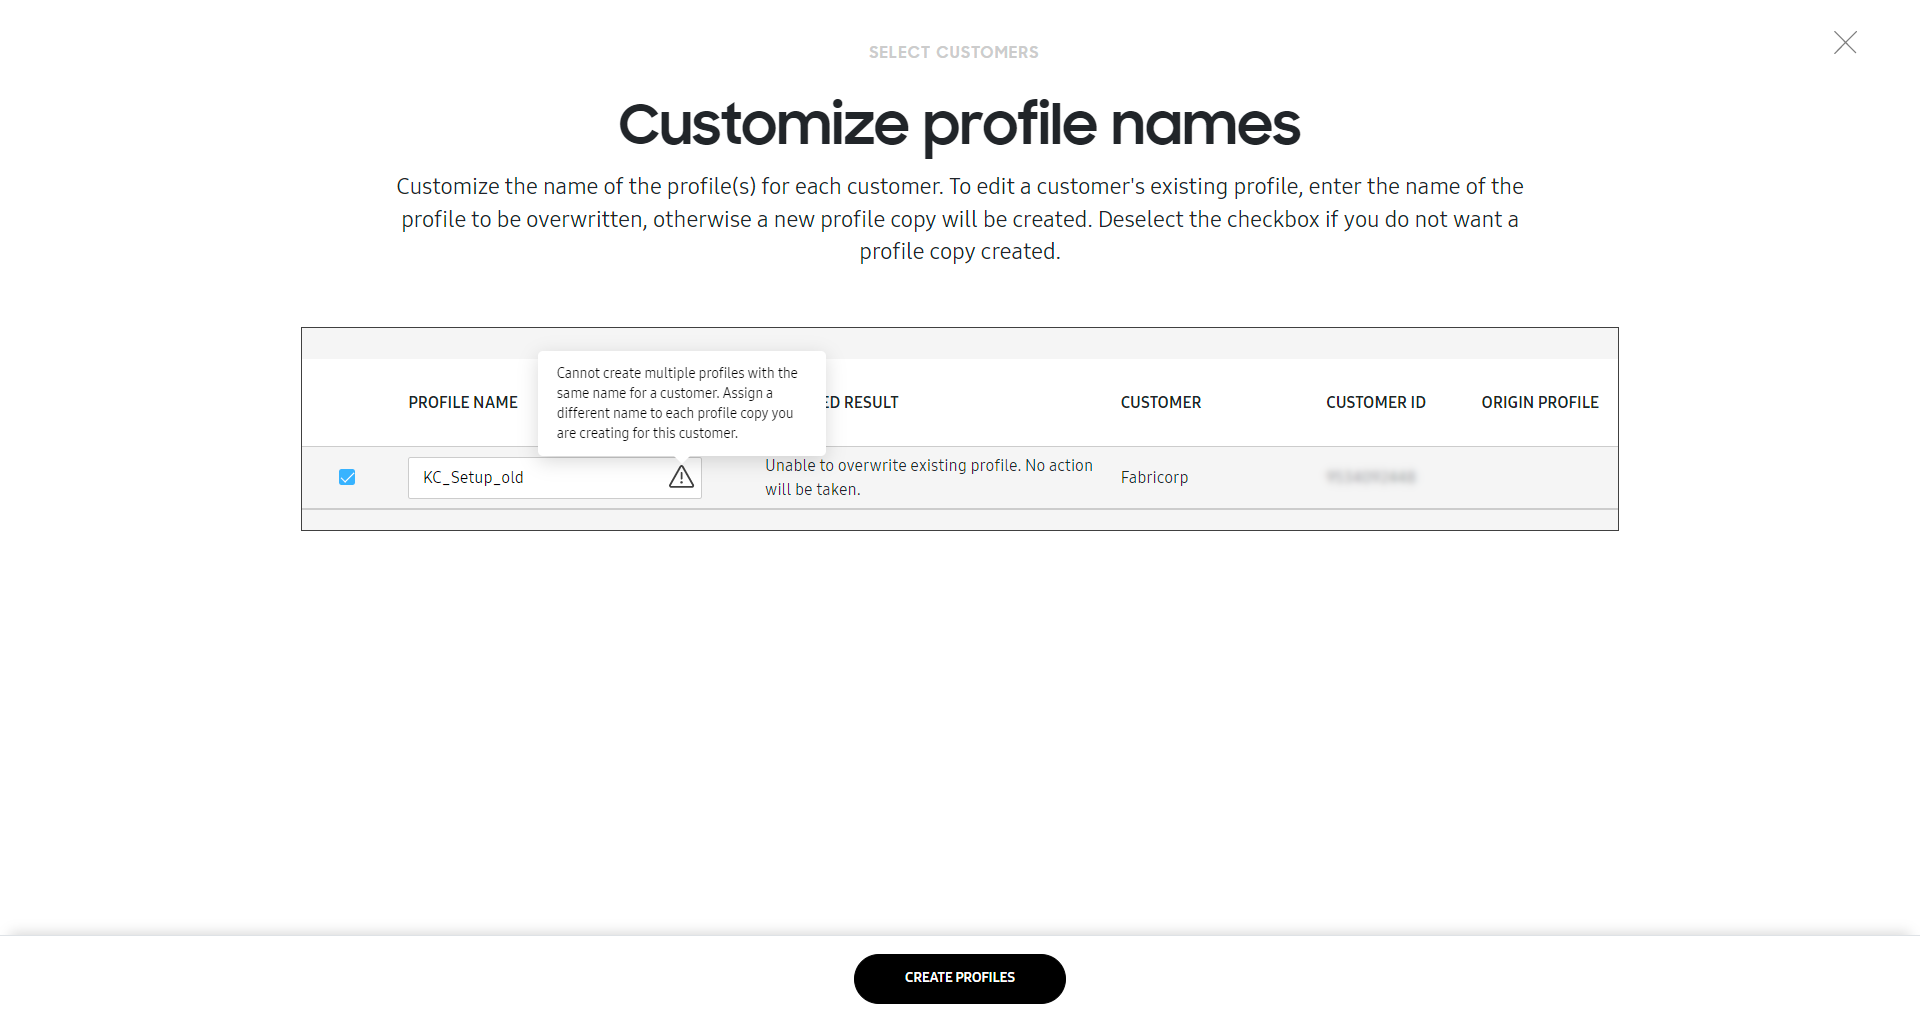 SELECT CUSTOMERS
Customize profile names
Customize the name of the profile(s) for each customer. To edit a customer's existing profile, enter the name of the
profile to be overwritten, otherwise a new profile copy will be created. Deselect the checkbox if you do not want a
profile copy created.
Cannot create multiple profiles with the
same name for a customer. Assign a
different name to each profile copy you
are creating for this customer.
PROFILE NAME
RESULT
CUSTOMER
CUSTOMER ID
ORIGIN PROFILE
KC_Setup_old
Unable to overwrite existing profile. No action
will be taken.
Fabricorp
CREATE PROFILES